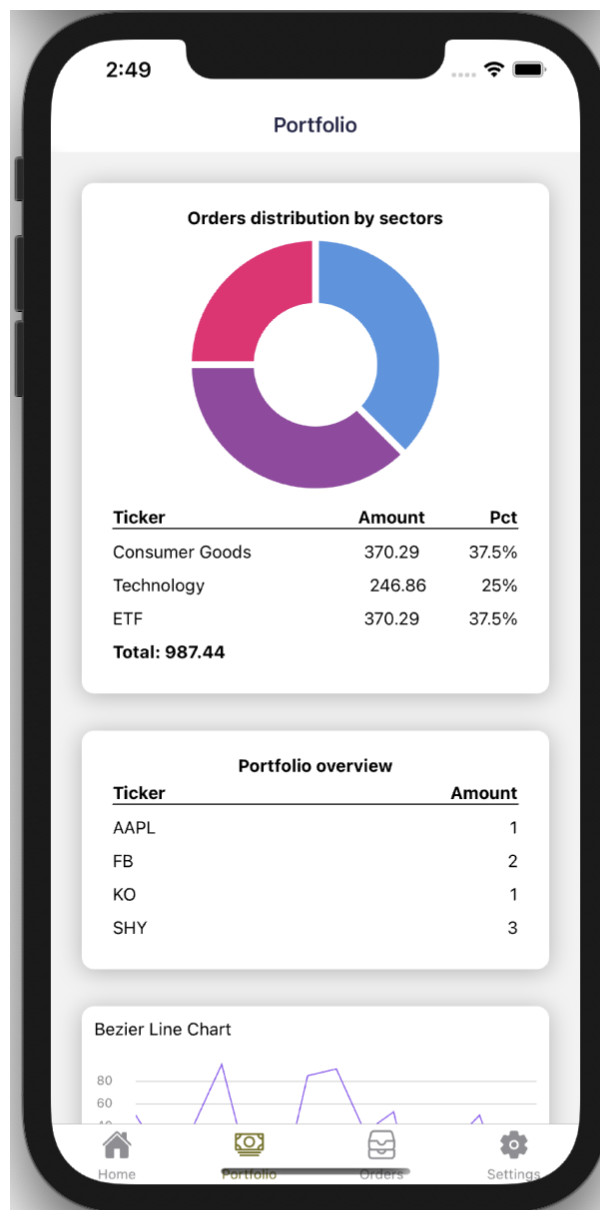 2:49
Portfolio
Orders distribution by sectors
Ticker Amount Pct
Consumer Goods 370.29 37.5%
Technology 246.86 25%
ETF 370.29 37.5%
Total: 987.44
Portfolio overview
Ticker Amount
AAPL 1
FB 2
KO 1
SHY 3
Bezier Line Chart
80
60
Home Portfolio Orders Settings